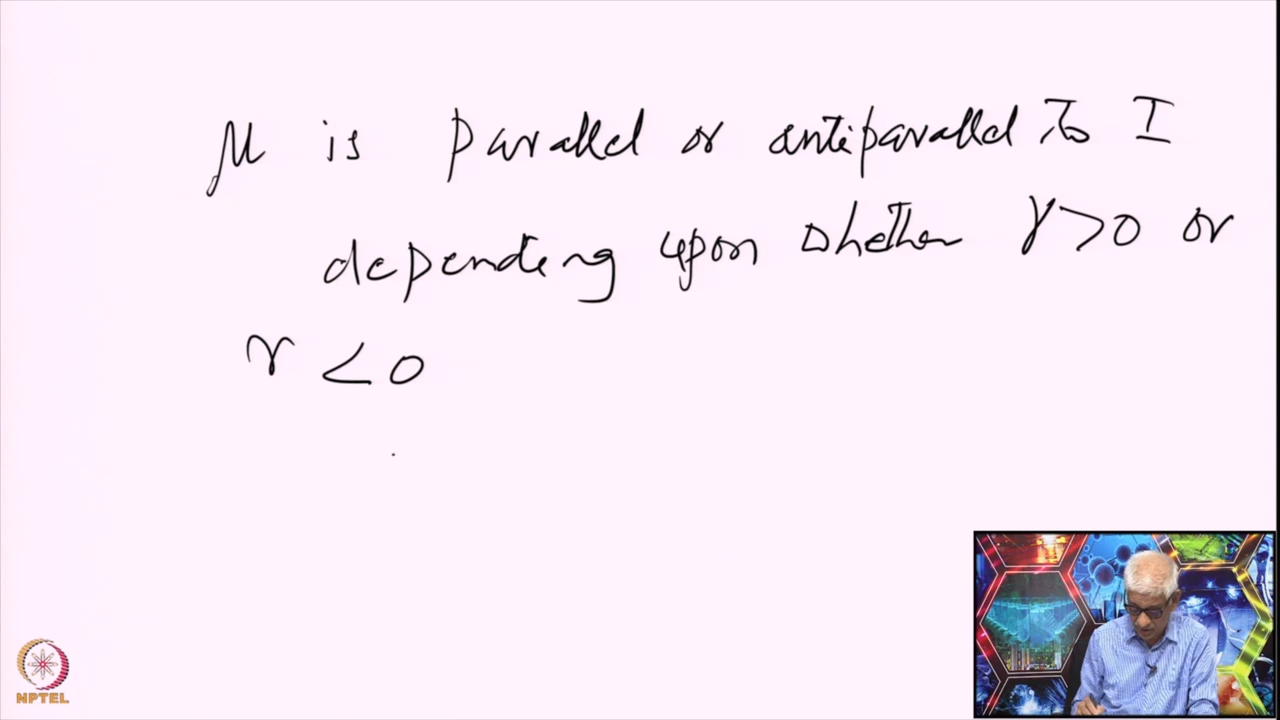 μ is parallel or antiparallel to I
depending upon whether γ>0 or
γ < 0
NPTEL